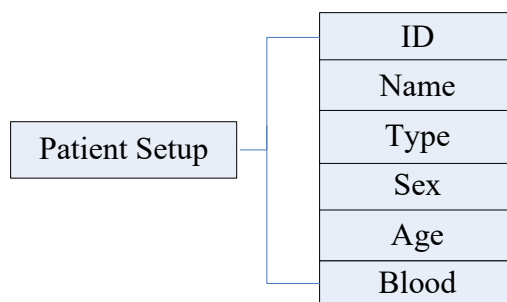 Patient Setup
ID
Name
Type
Sex
Age
Blood